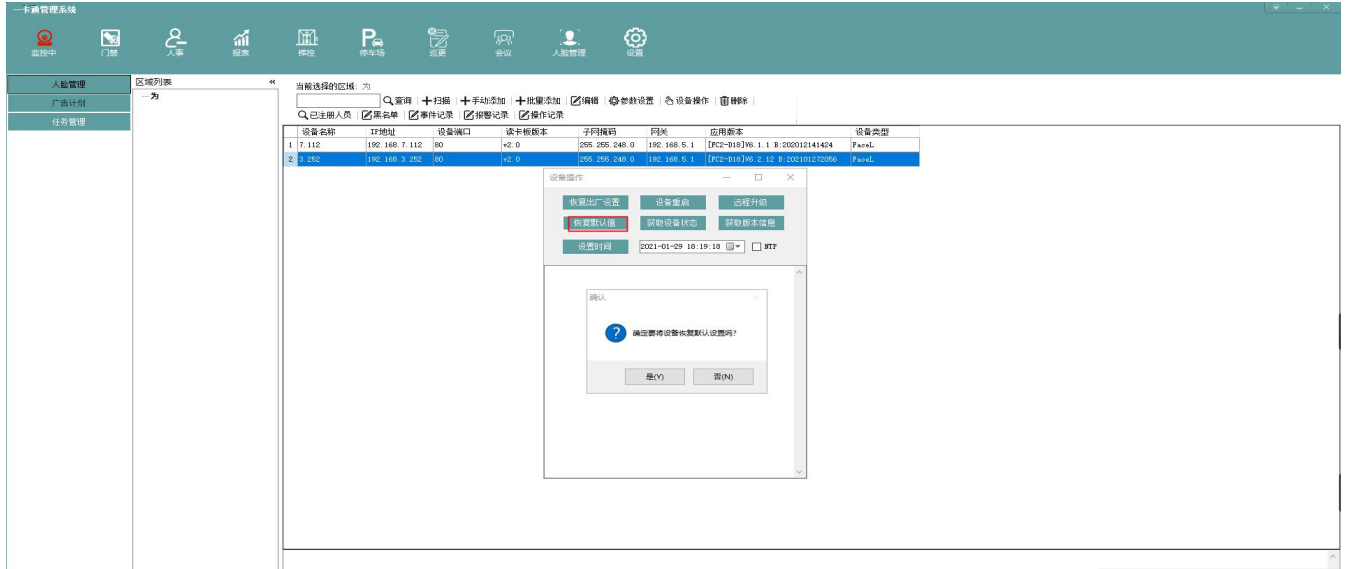 一卡通管理系统
监控中 门禁 人事 报表 梯控 停车场 巡更 会议 人脸管理 设置
人脸管理
广告计划
任务管理
区域列表 «
为
当前选择的区域: 为
查询 扫描 手动添加 批量添加 编辑 参数设置 设备操作 删除
已注册人员 黑名单 事件记录 报警记录 操作记录
设备名称 IP地址 设备端口 读卡板版本 子网掩码 网关 应用版本 设备类型
1 7.112 192.168.7.112 80 v2.0 255.255.248.0 192.168.5.1 [FC2-D18]V6.1.1 B:202012141424 FaceL
2 3.252 192.168.3.252 80 v2.0 255.255.248.0 192.168.5.1 [FC2-D18]V6.2.12 B:202101272056 FaceL
设备操作
恢复出厂设置 设备重启 远程升级
恢复默认值 获取设备状态 获取版本信息
设置时间 2021-01-29 18:19:18 NTP
确认
确定要将设备恢复默认设置吗?
是(Y) 否(N)